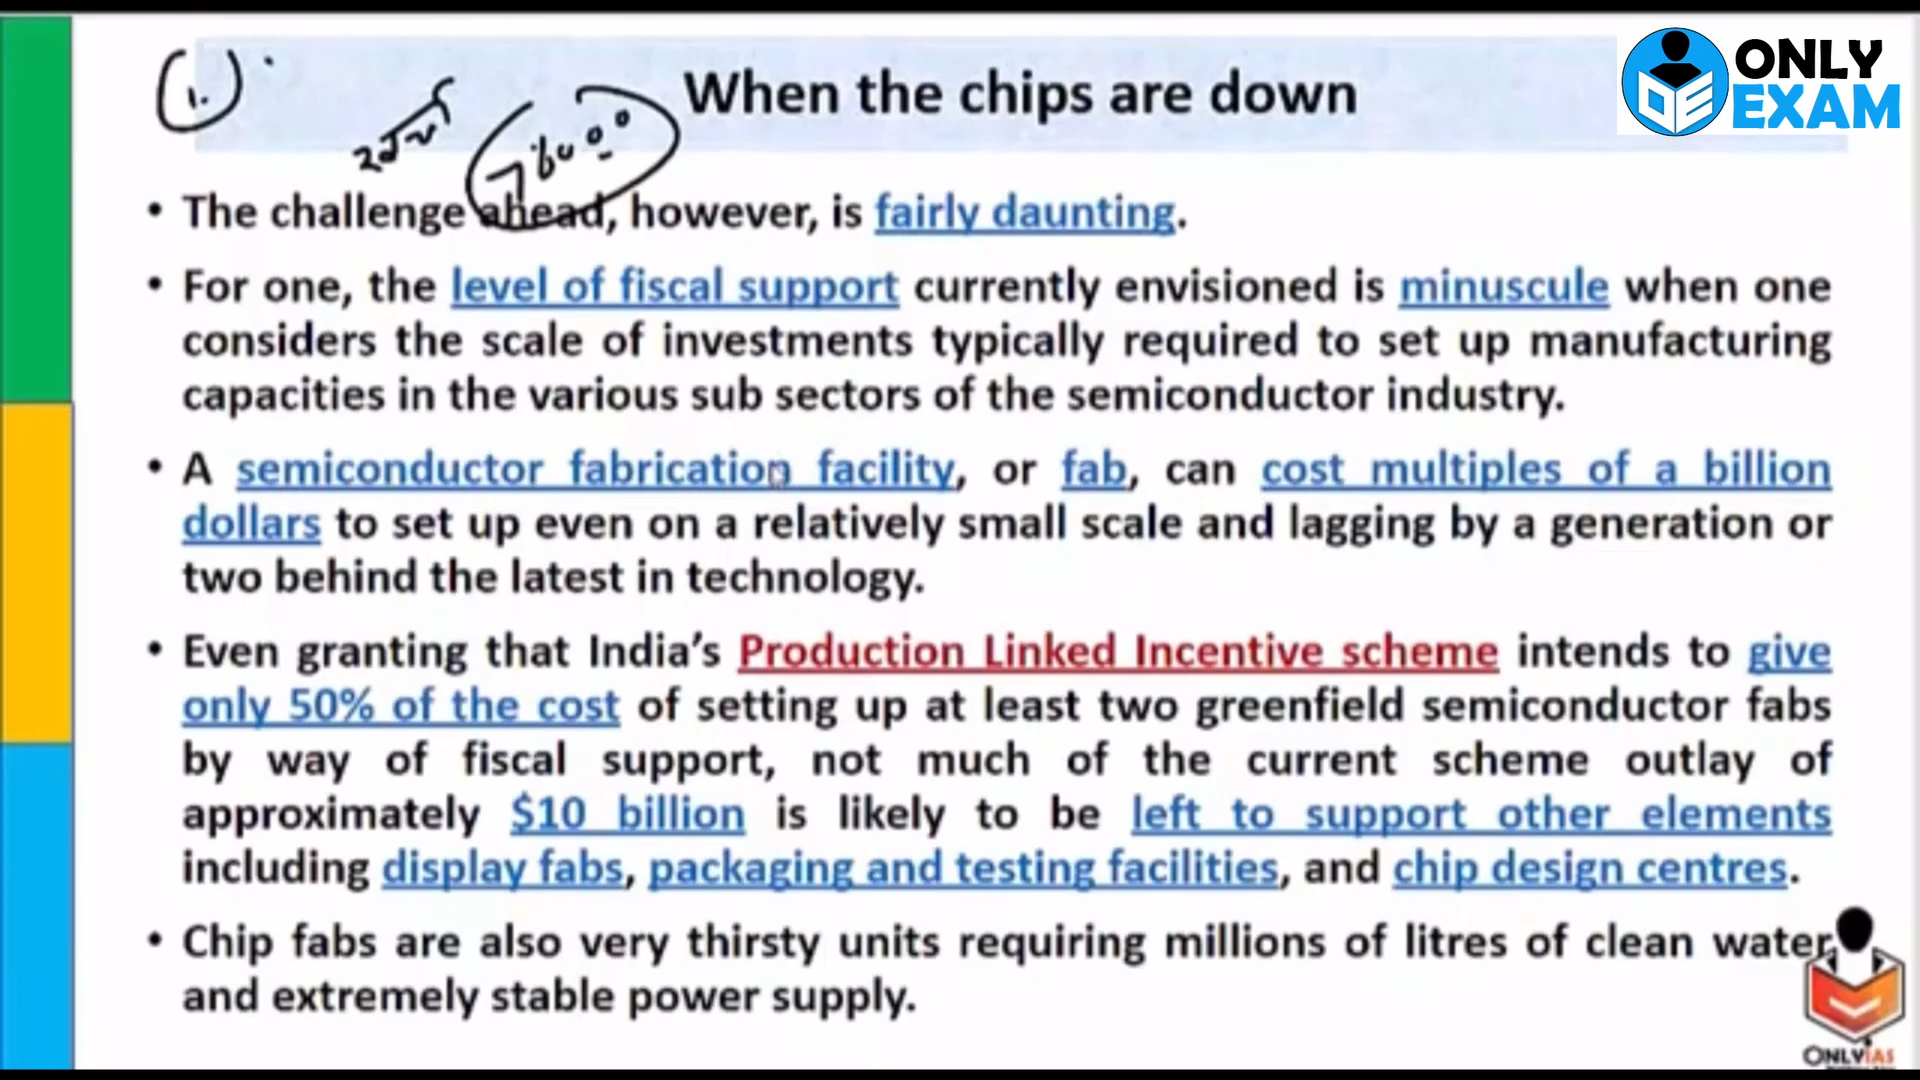 1.
When the chips are down
ONLY
EXAM
• The challenge ahead, however, is fairly daunting.
• For one, the level of fiscal support currently envisioned is minuscule when one
considers the scale of investments typically required to set up manufacturing
capacities in the various sub sectors of the semiconductor industry.
• A semiconductor fabrication facility, or fab, can cost multiples of a billion
dollars to set up even on a relatively small scale and lagging by a generation or
two behind the latest in technology.
• Even granting that India's Production Linked Incentive scheme intends to give
only 50% of the cost of setting up at least two greenfield semiconductor fabs
by way of fiscal support, not much of the current scheme outlay of
approximately $10 billion is likely to be left to support other elements
including display fabs, packaging and testing facilities, and chip design centres.
• Chip fabs are also very thirsty units requiring millions of litres of clean water
and extremely stable power supply.
ONLYIAS